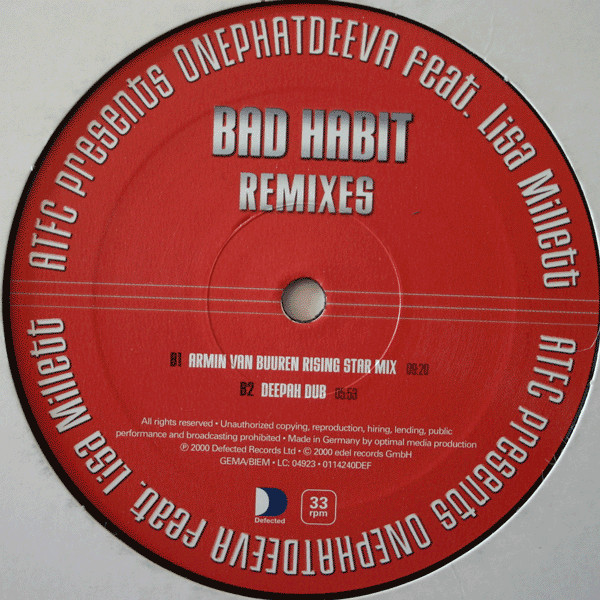 ATFC presents ONEPHATDEEVA feat. Lisa Millett
BAD HABIT
REMIXES
B1 ARMIN VAN BUUREN RISING STAR MIX 09:20
B2 DEEPAH DUB 05:53
All rights reserved • Unauthorized copying, reproduction, hiring, lending, public
performance and broadcasting prohibited • Made in Germany by optimal media production
℗ 2000 Defected Records Ltd • © 2000 edel records GmbH
GEMA/BIEM • LC: 04923 • 0114240DEF
Defected
33
rpm
ATFC presents ONEPHATDEEVA feat. Lisa Millett